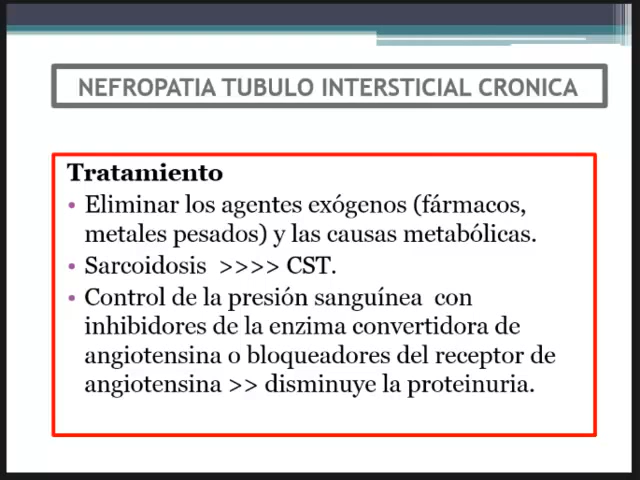 NEFROPATIA TUBULO INTERSTICIAL CRONICA
Tratamiento
• Eliminar los agentes exógenos (fármacos,
metales pesados) y las causas metabólicas.
• Sarcoidosis >>>> CST.
• Control de la presión sanguínea con
inhibidores de la enzima convertidora de
angiotensina o bloqueadores del receptor de
angiotensina >> disminuye la proteinuria.